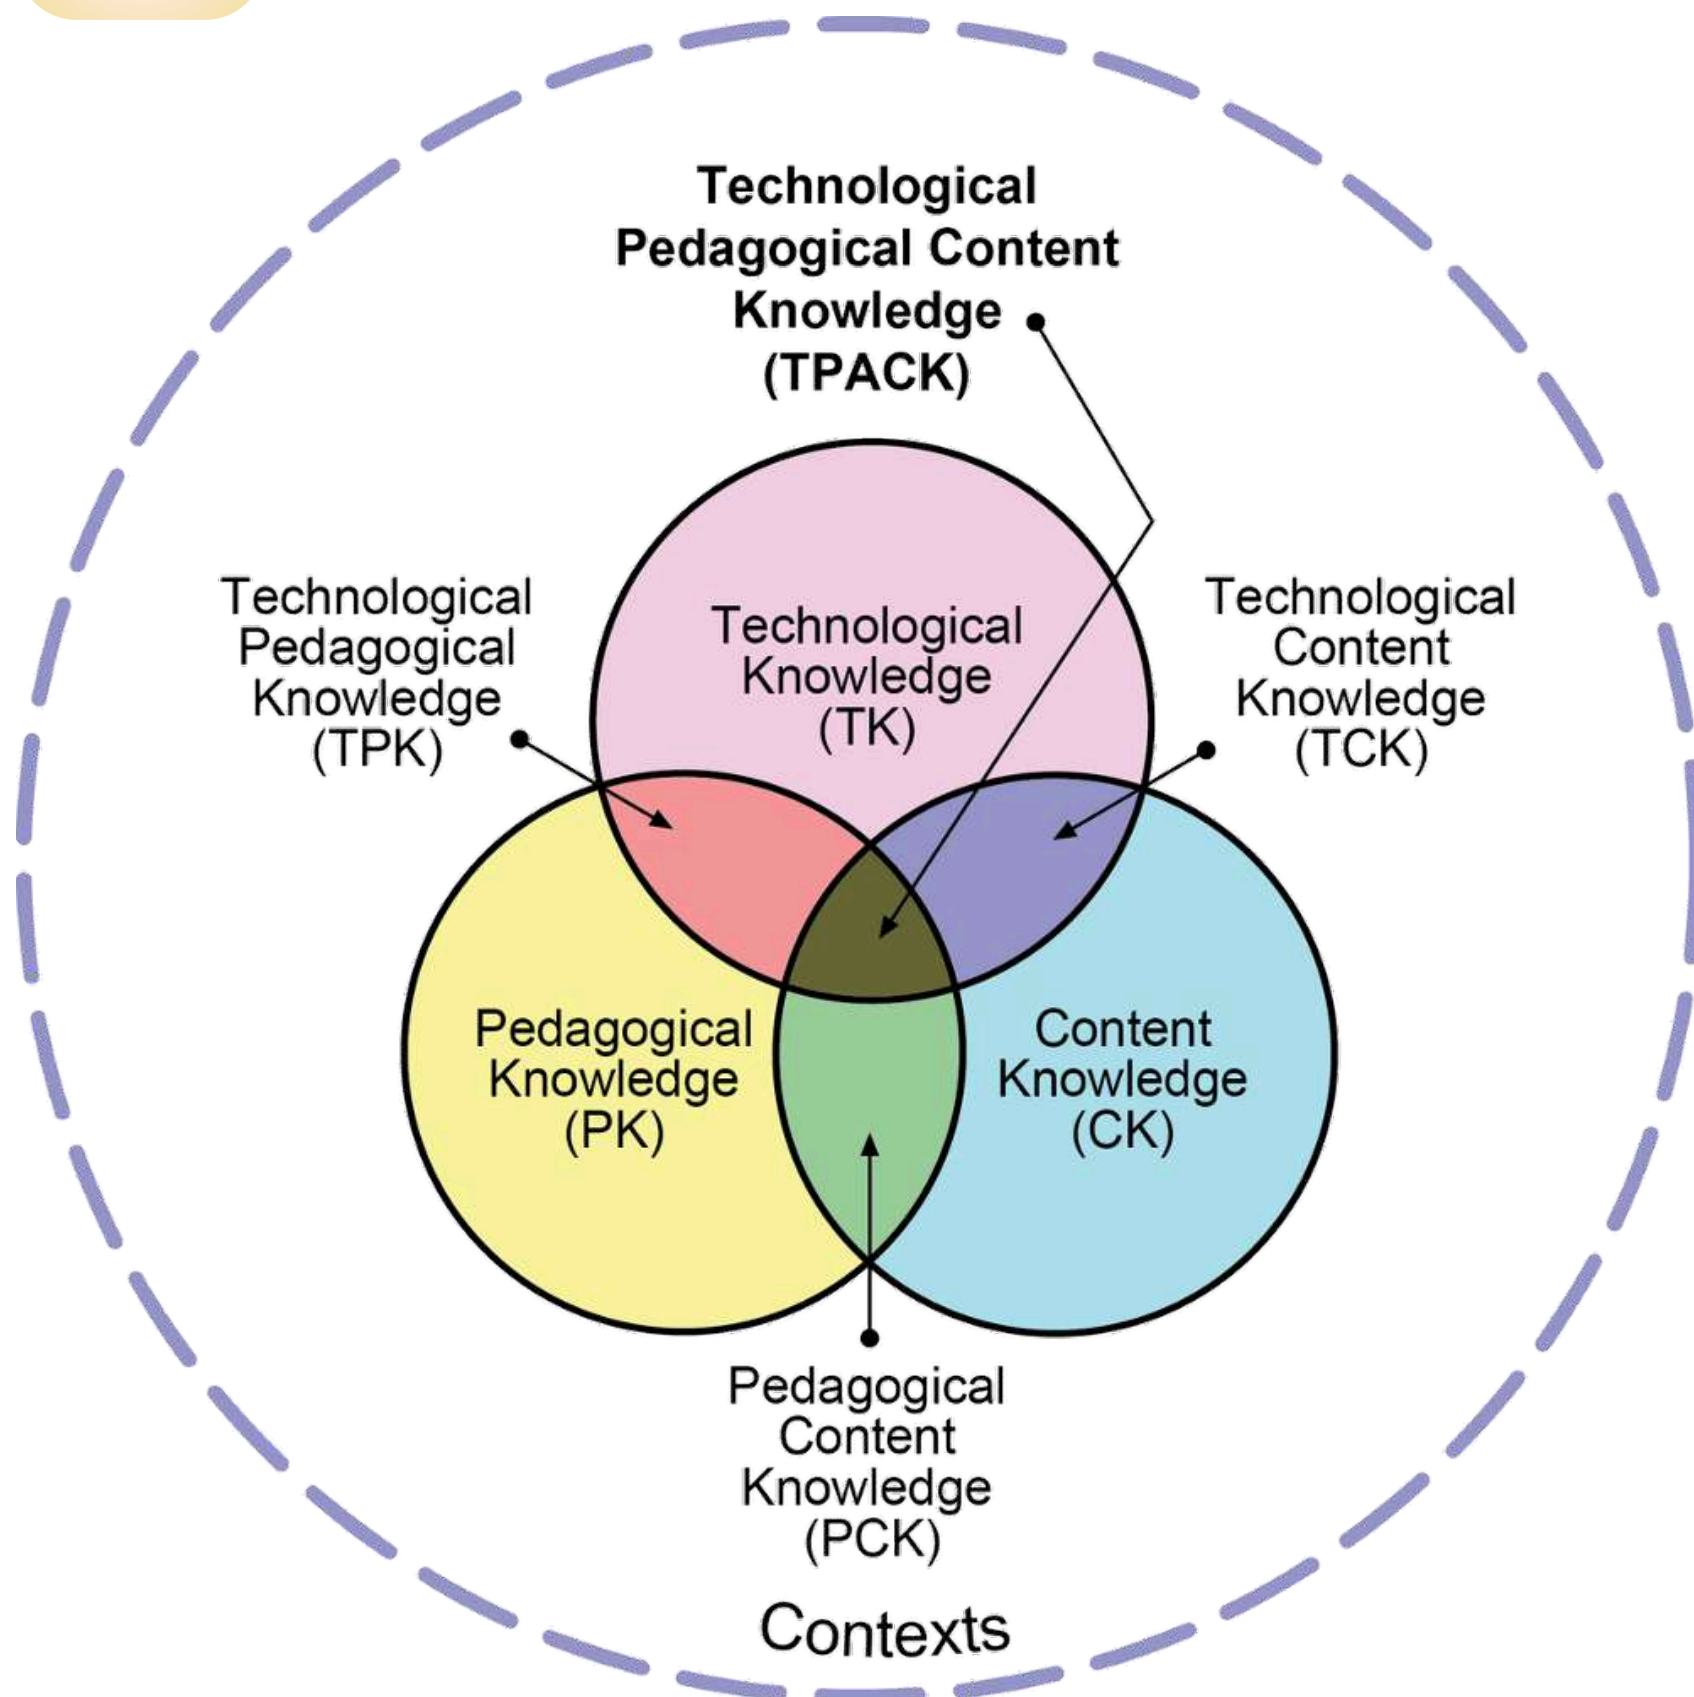 Technological
Pedagogical Content
Knowledge
(TPACK)
Technological
Pedagogical
Knowledge
(TPK)
Technological
Knowledge
(TK)
Technological
Content
Knowledge
(TCK)
Pedagogical
Knowledge
(PK)
Content
Knowledge
(CK)
Pedagogical
Content
Knowledge
(PCK)
Contexts